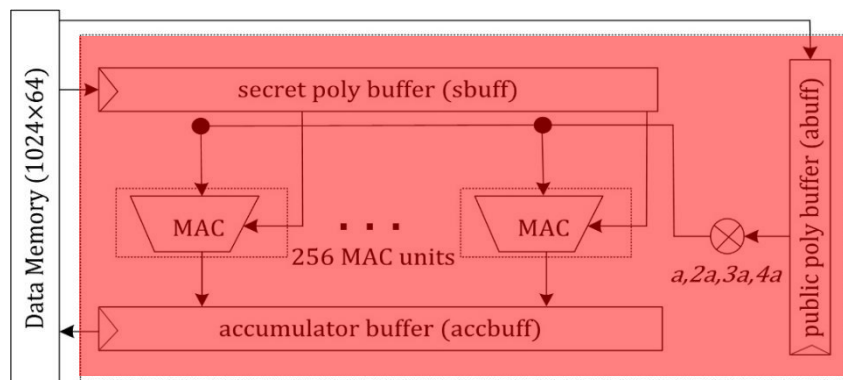 Data Memory (1024×64)
secret poly buffer (sbuff)
public poly buffer (abuff)
MAC
. . .
MAC
256 MAC units
a,2a,3a,4a
accumulator buffer (accbuff)